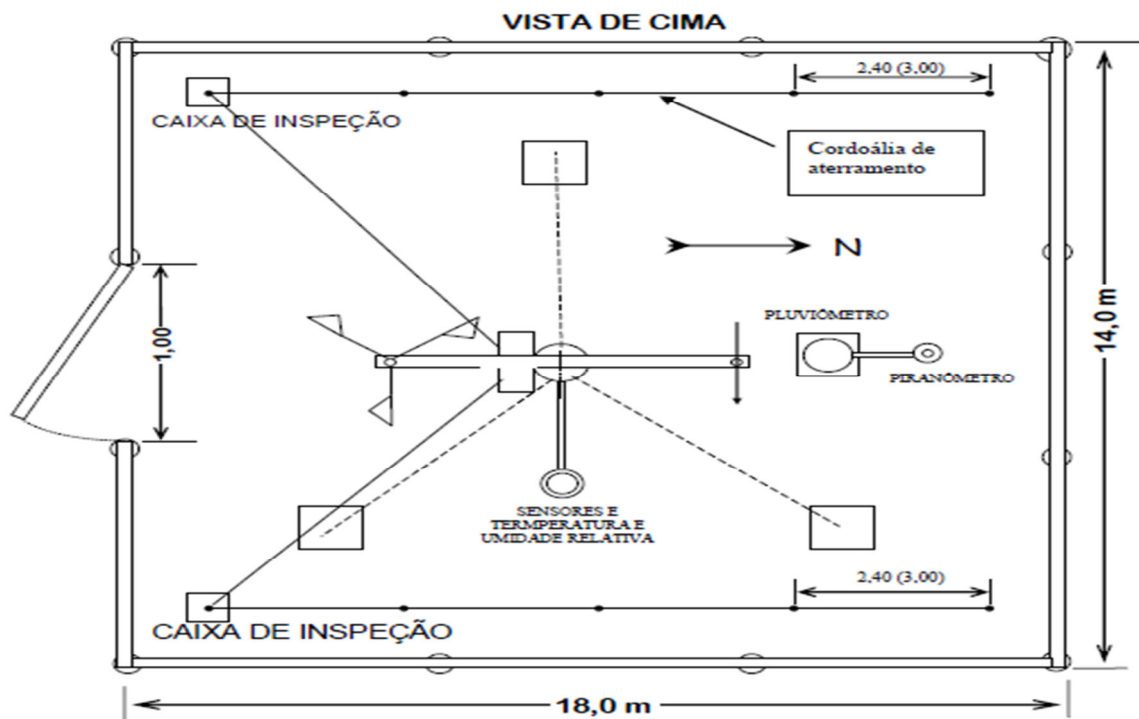 VISTA DE CIMA
2.40 (3.00)
CAIXA DE INSPEÇÃO
Cordoália de
aterramento
N
1,00
PLUVIÔMETRO
PIRANÔMETRO
14,0 m
SENSORES E
TERMPERATURA E
UMIDADE RELATIVA
2.40 (3.00)
CAIXA DE INSPEÇÃO
18,0 m